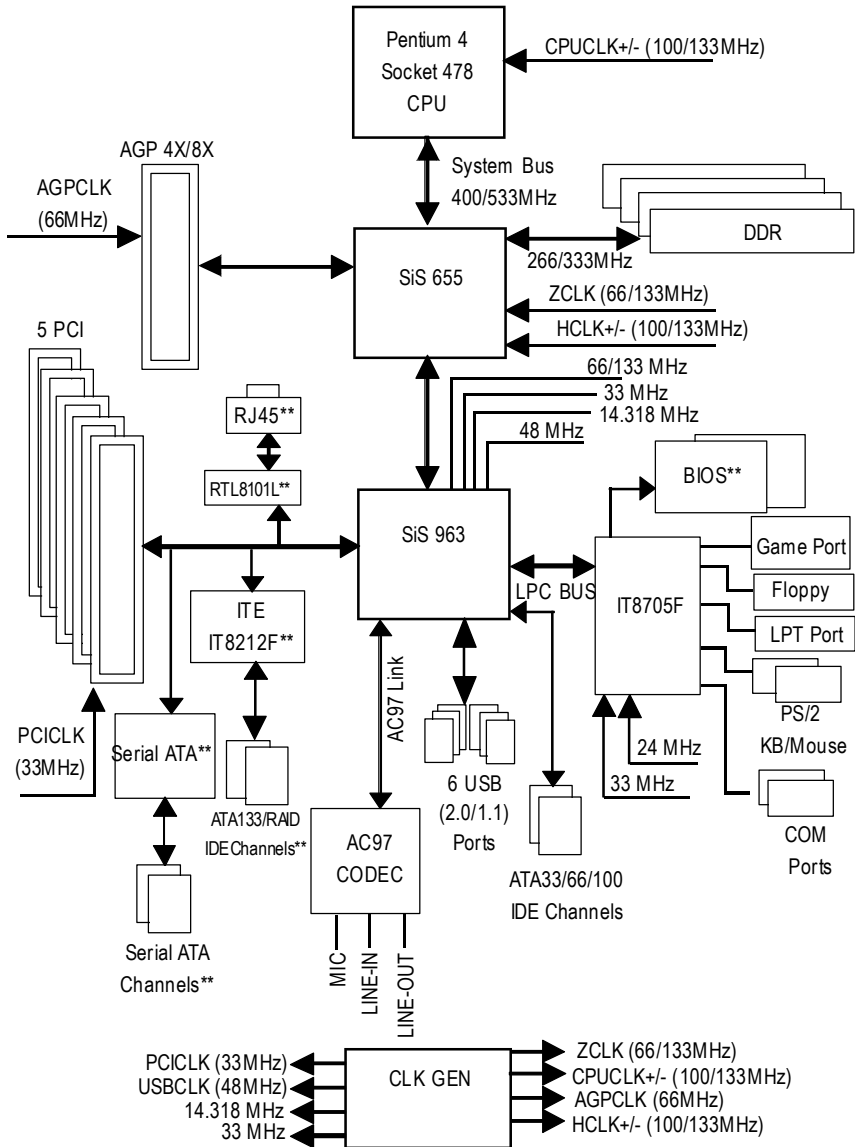 Pentium 4
Socket 478
CPU
CPUCLK+/- (100/133MHz)
AGP 4X/8X
AGPCLK
(66MHz)
System Bus
400/533MHz
DDR
266/333MHz
SiS 655
ZCLK (66/133MHz)
HCLK+/- (100/133MHz)
5 PCI
66/133 MHz
33 MHz
14.318 MHz
48 MHz
RJ45**
RTL8101L**
BIOS**
SiS 963
Game Port
LPC BUS
IT8705F
Floppy
LPT Port
ITE
IT8212F**
AC97 Link
PS/2
KB/Mouse
PCICLK
(33MHz)
Serial ATA**
24 MHz
33 MHz
6 USB
(2.0/1.1)
Ports
ATA133/RAID
IDE Channels**
AC97
CODEC
COM
Ports
ATA33/66/100
IDE Channels
Serial ATA
Channels**
MIC
LINE-IN
LINE-OUT
CLK GEN
PCICLK (33MHz)
USBCLK (48MHz)
14.318 MHz
33 MHz
ZCLK (66/133MHz)
CPUCLK+/- (100/133MHz)
AGPCLK (66MHz)
HCLK+/- (100/133MHz)